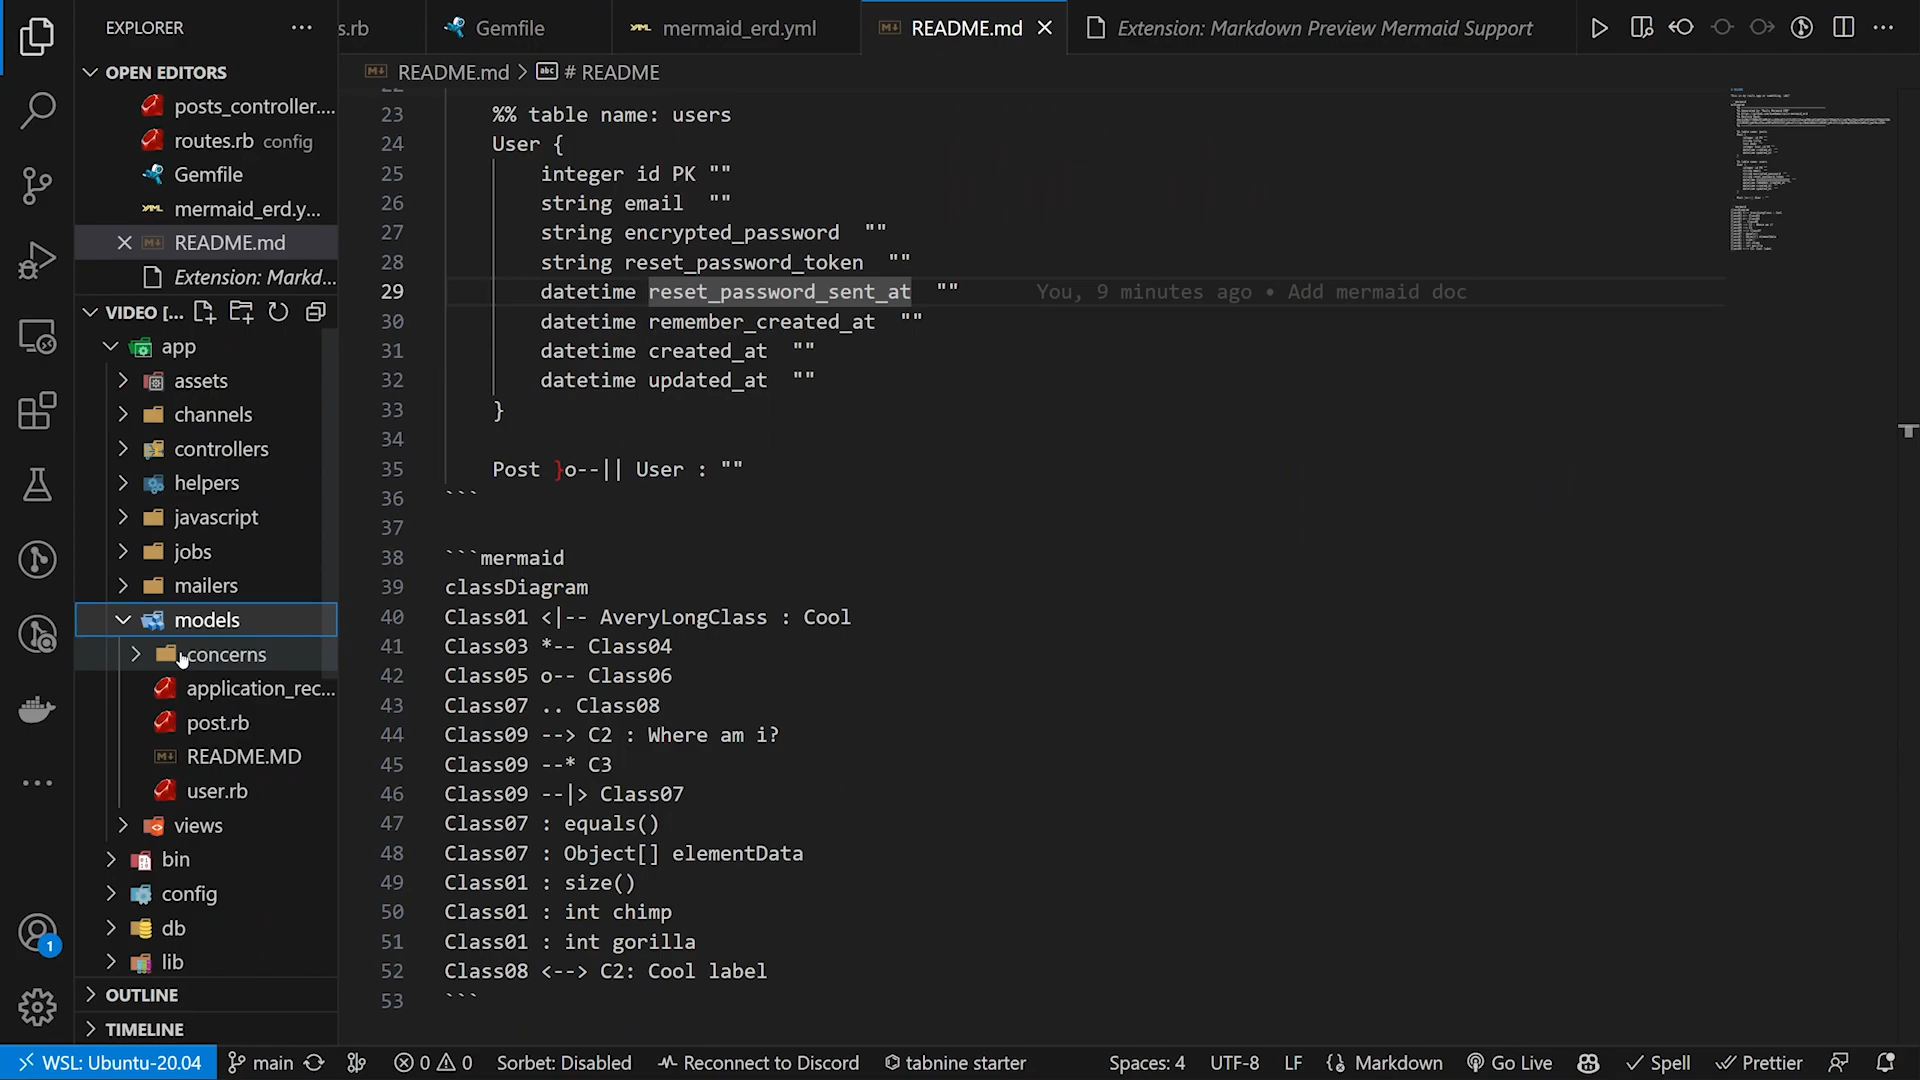 EXPLORER
s.rb
Gemfile
mermaid_erd.yml
README.md
Extension: Markdown Preview Mermaid Support
OPEN EDITORS
posts_controller....
routes.rb config
Gemfile
mermaid_erd.y...
README.md
Extension: Markd...
VIDEO [...
app
assets
channels
controllers
helpers
javascript
jobs
mailers
models
concerns
application_rec...
post.rb
README.MD
user.rb
views
bin
config
db
lib
OUTLINE
TIMELINE
1
README.md > # README
23 %% table name: users
24 User {
25 integer id PK ""
26 string email ""
27 string encrypted_password ""
28 string reset_password_token ""
29 datetime reset_password_sent_at "" You, 9 minutes ago • Add mermaid doc
30 datetime remember_created_at ""
31 datetime created_at ""
32 datetime updated_at ""
33 }
34
35 Post }o--|| User : ""
36 ```
37
38 ```mermaid
39 classDiagram
40 Class01 <|-- AveryLongClass : Cool
41 Class03 *-- Class04
42 Class05 o-- Class06
43 Class07 .. Class08
44 Class09 --> C2 : Where am i?
45 Class09 --* C3
46 Class09 --|> Class07
47 Class07 : equals()
48 Class07 : Object[] elementData
49 Class01 : size()
50 Class01 : int chimp
51 Class01 : int gorilla
52 Class08 <--> C2: Cool label
53 ```
WSL: Ubuntu-20.04 main 0 0 Sorbet: Disabled Reconnect to Discord tabnine starter Spaces: 4 UTF-8 LF Markdown Go Live Spell Prettier